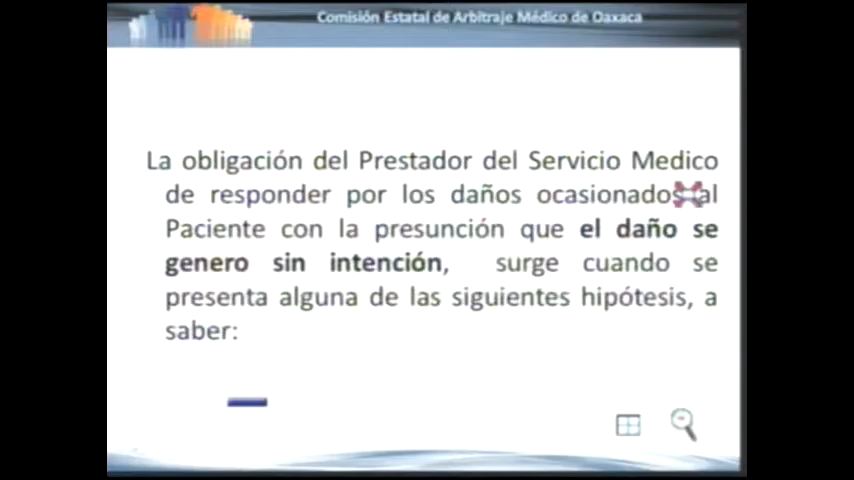 Comisión Estatal de Arbitraje Médico de Oaxaca
La obligación del Prestador del Servicio Medico
de responder por los daños ocasionados al
Paciente con la presunción que el daño se
genero sin intención, surge cuando se
presenta alguna de las siguientes hipótesis, a
saber: